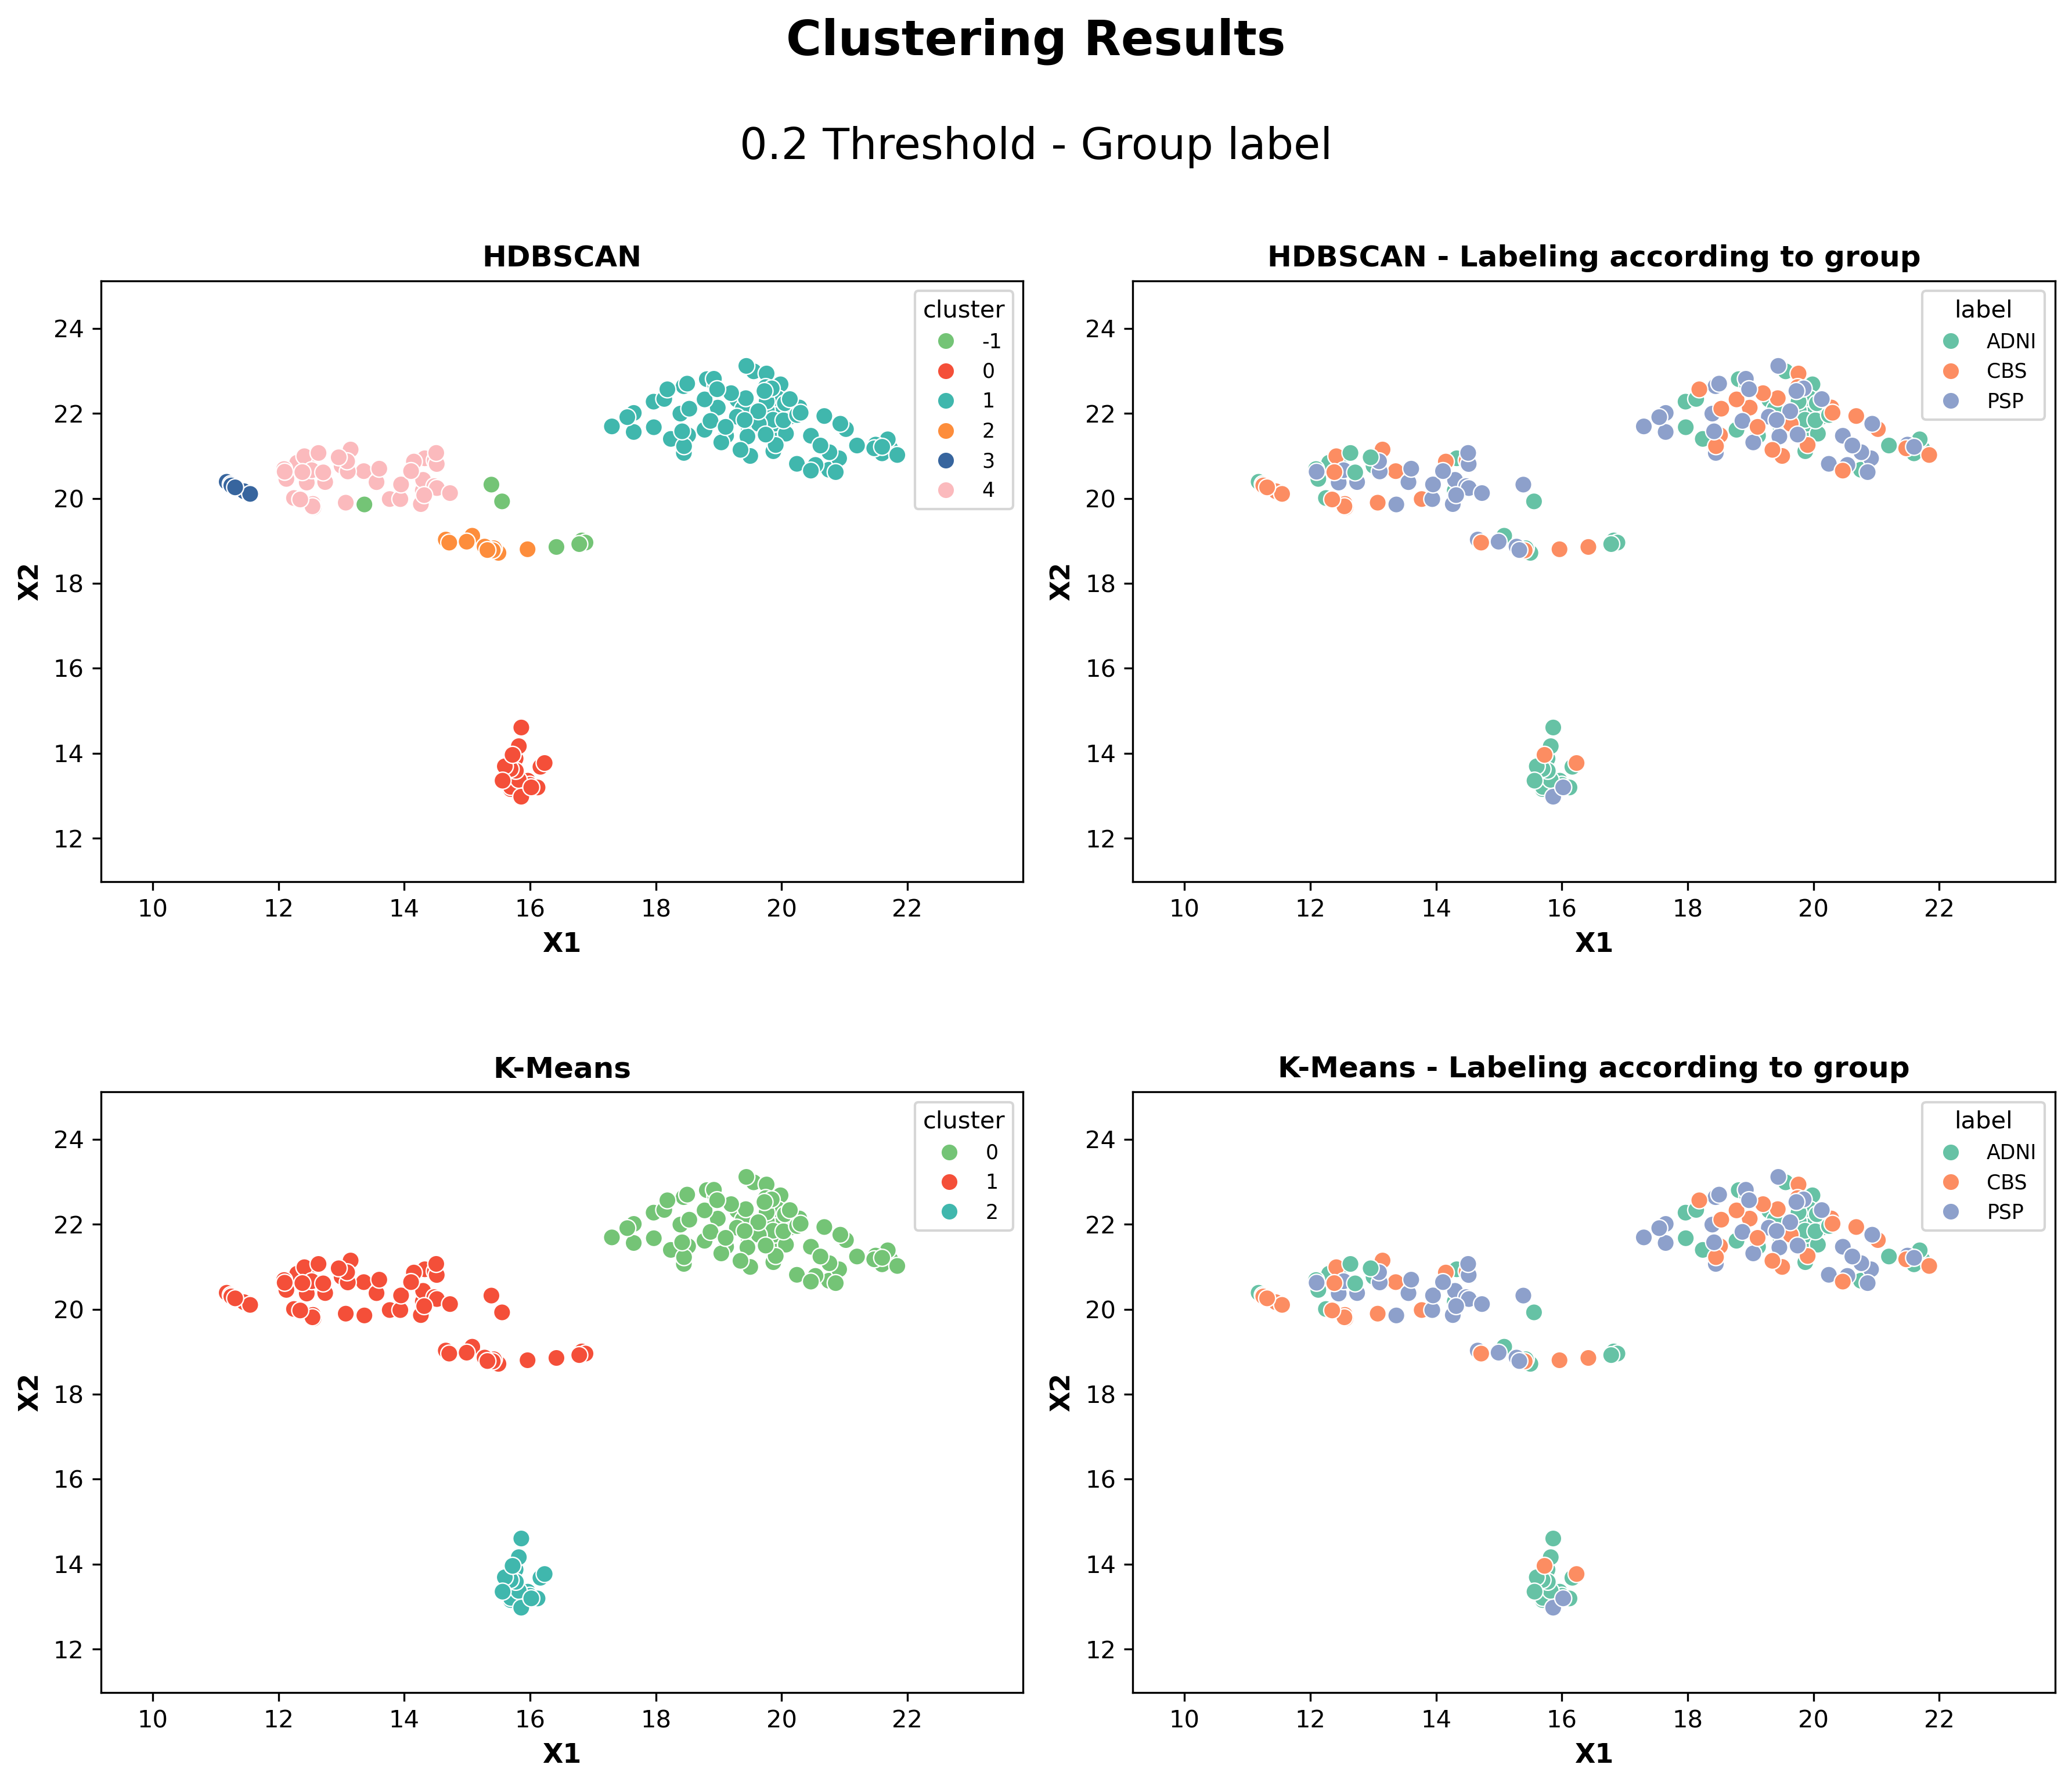 Clustering Results
0.2 Threshold - Group label
HDBSCAN
cluster
-1
0
1
2
3
4
24
22
20
18
16
14
12
X2
10 12 14 16 18 20 22
X1
HDBSCAN - Labeling according to group
label
ADNI
CBS
PSP
24
22
20
18
16
14
12
X2
10 12 14 16 18 20 22
X1
K-Means
cluster
0
1
2
24
22
20
18
16
14
12
X2
10 12 14 16 18 20 22
X1
K-Means - Labeling according to group
label
ADNI
CBS
PSP
24
22
20
18
16
14
12
X2
10 12 14 16 18 20 22
X1